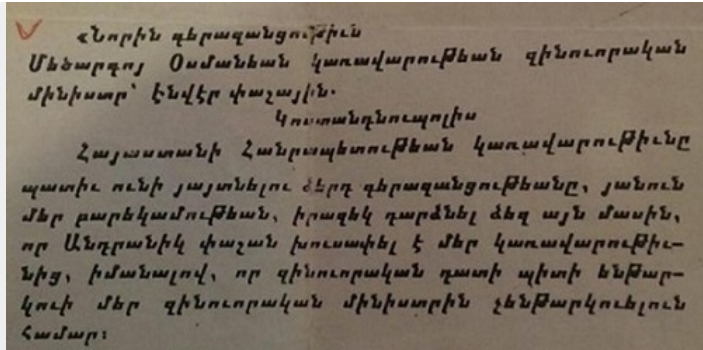 «Նորին գերազանցութիւն
Մեծարգոյ Օսմանեան կառավարութեան զինուորական
մինիստր՝ Էնվէր փաշային.
Կոստանդնուպոլիս
Հայաստանի Հանրապետութեան կառավարութիւնը
պատիւ ունի յայտնելու ձերդ գերազանցութեանը, յանուն
մեր բարեկամութեան, իրազեկ դարձնել ձեզ այն մասին,
որ Անդրանիկ փաշան խուսափել է մեր կառավարութիւ-
նից, իմանալով, որ զինուորական դատի պիտի ենթար-
կուի մեր զինուորական մինիստրին չենթարկուելուն
համար։